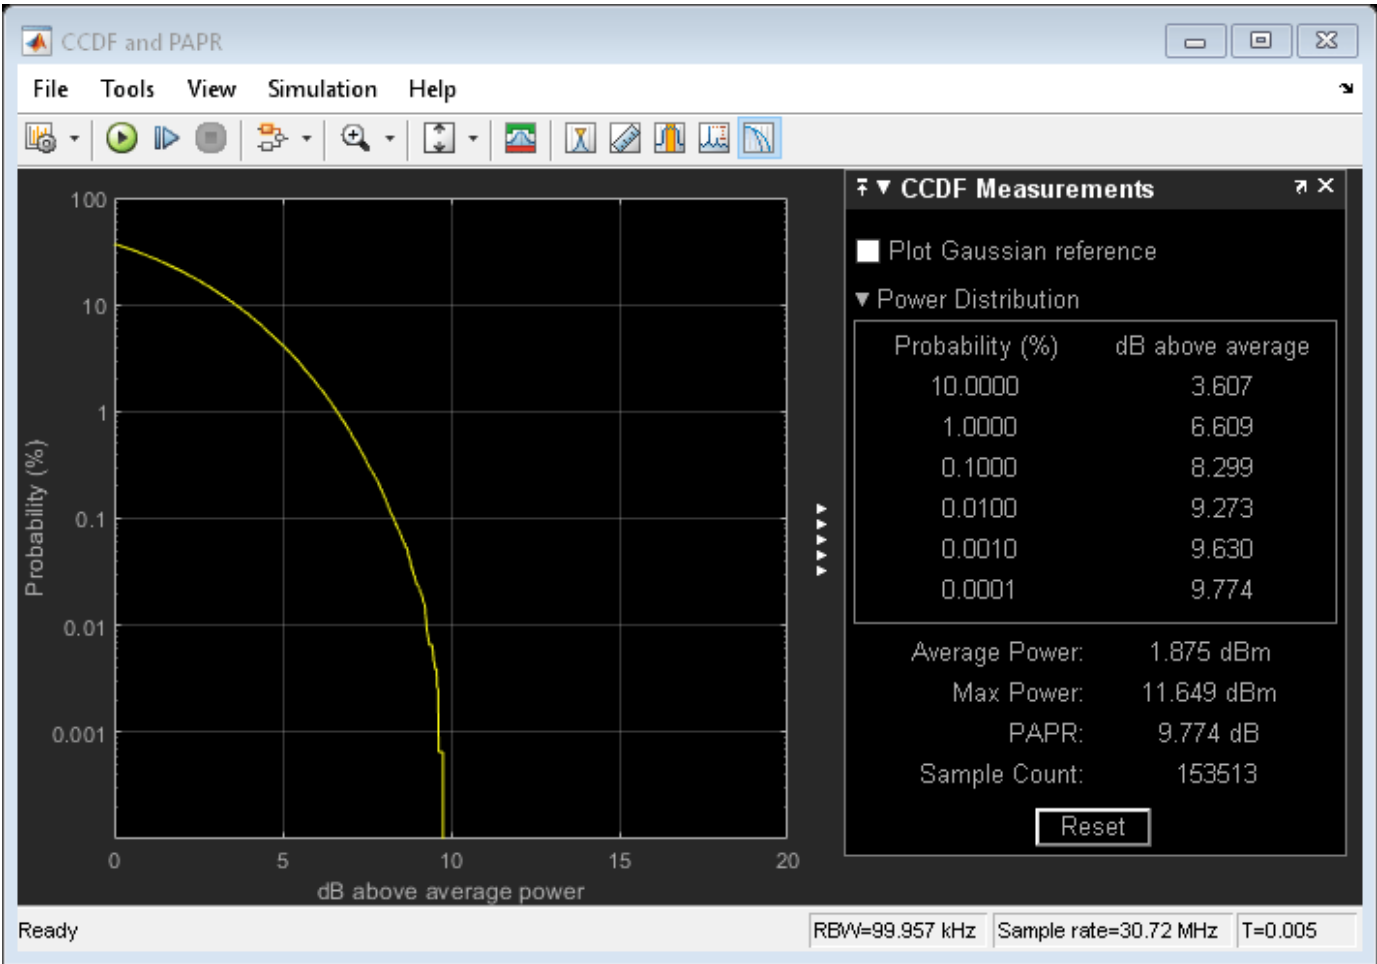 CCDF and PAPR
File Tools View Simulation Help
CCDF Measurements
Plot Gaussian reference
Power Distribution
Probability (%) dB above average
10.0000 3.607
1.0000 6.609
0.1000 8.299
0.0100 9.273
0.0010 9.630
0.0001 9.774
Average Power: 1.875 dBm
Max Power: 11.649 dBm
PAPR: 9.774 dB
Sample Count: 153513
Reset
100
10
1
0.1
0.01
0.001
Probability (%)
0 5 10 15 20
dB above average power
Ready RBW=99.957 kHz Sample rate=30.72 MHz T=0.005